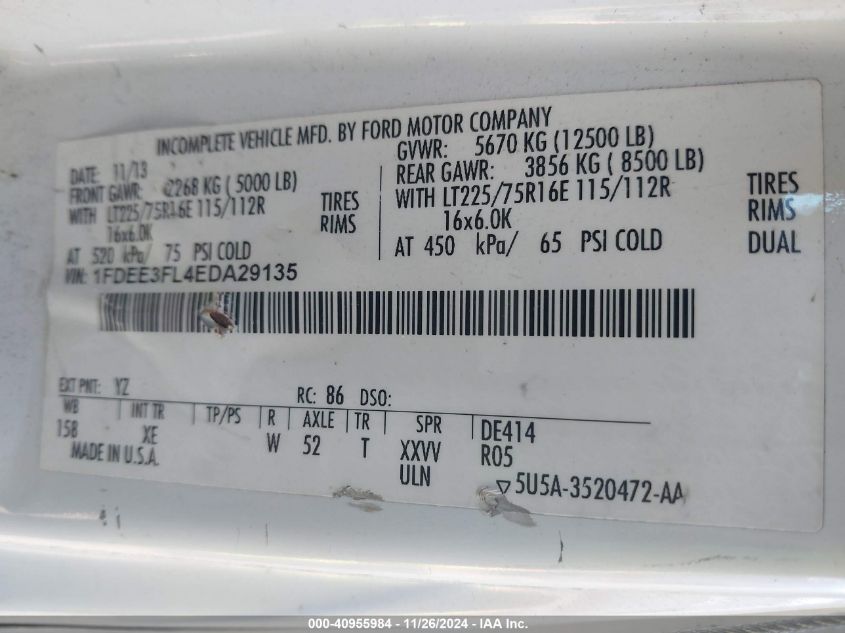 INCOMPLETE VEHICLE MFD. BY FORD MOTOR COMPANY
DATE: 11/13
FRONT GAWR: 2268 KG ( 5000 LB)
WITH LT225/75R16E 115/112R TIRES
16x6.0K RIMS
AT 520 kPa/ 75 PSI COLD
GVWR: 5670 KG (12500 LB)
REAR GAWR: 3856 KG ( 8500 LB)
WITH LT225/75R16E 115/112R TIRES
16x6.0K RIMS
AT 450 kPa/ 65 PSI COLD DUAL
VIN: 1FDEE3FL4EDA29135
EXT PNT: YZ RC: 86 DSO:
WB INT TR TP/PS R AXLE TR SPR DE414
158 XE W 52 T XXVV R05
MADE IN U.S.A. ULN
▽5U5A-3520472-AA
000-40955984 - 11/26/2024 - IAA Inc.